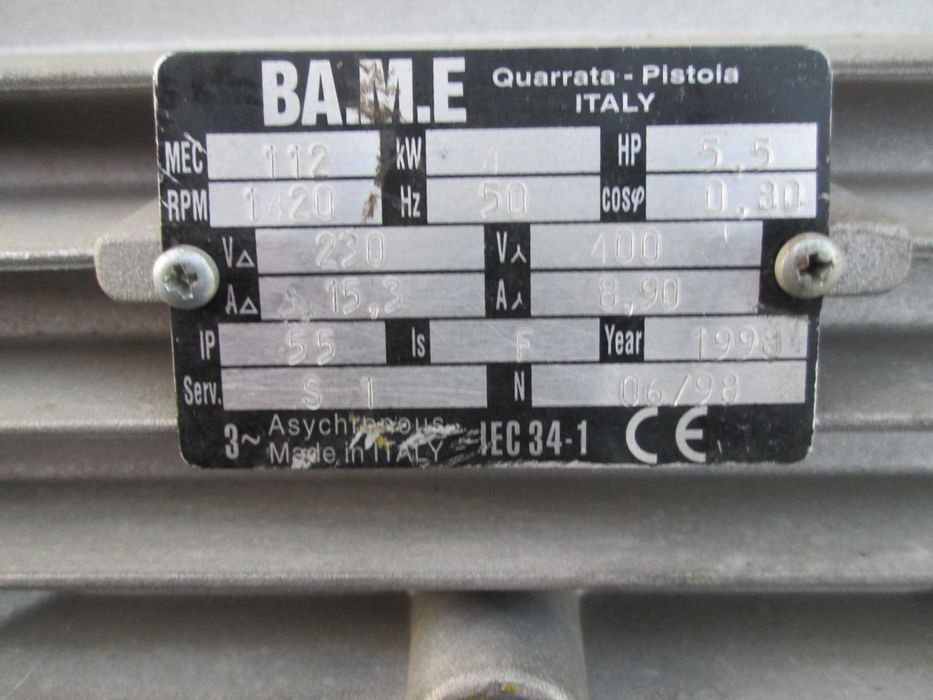 BA.M.E Quarrata - Pistoia
ITALY
MEC 112 kW 4 HP 5,5
RPM 1420 Hz 50 cosφ 0,80
V△ 230 V⅄ 400
A△ 15,3 A⅄ 8,90
IP 55 Is F Year 1998
Serv. S 1 N 06/98
3~ Asychronous IEC 34-1 CE
Made in ITALY